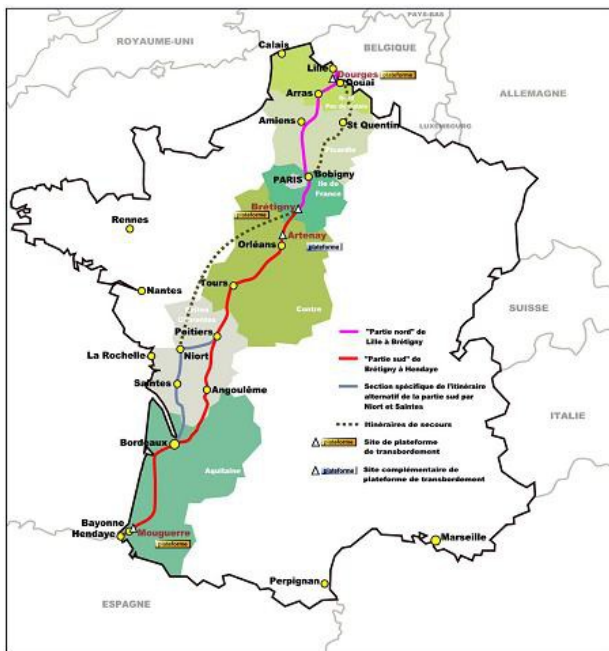 PAYS-BAS
ROYAUME-UNI
BELGIQUE
Calais
Lille
Dourges plateforme
Douai
ALLEMAGNE
Arras
Amiens
St Quentin
LUXEMBOURG
Picardie
PARIS
Bobigny
Ile de
France
Brétigny
plateforme
Artenay
plateforme
Rennes
Orléans
Nantes
Tours
Centre
SUISSE
Poitiers
La Rochelle
Niort
Saintes
Angoulême
ITALIE
Bordeaux
Aquitaine
Bayonne
Hendaye
Mouguerre
plateforme
Marseille
Perpignan
ESPAGNE
"Partie nord" de
Lille à Brétigny
"Partie sud" de
Brétigny à Hendaye
Section spécifique de l'itinéraire
alternatif de la partie sud par
Niort et Saintes
Itinéraires de secours
plateforme Site de plateforme
de transbordement
plateforme Site complémentaire de
plateforme de transbordement